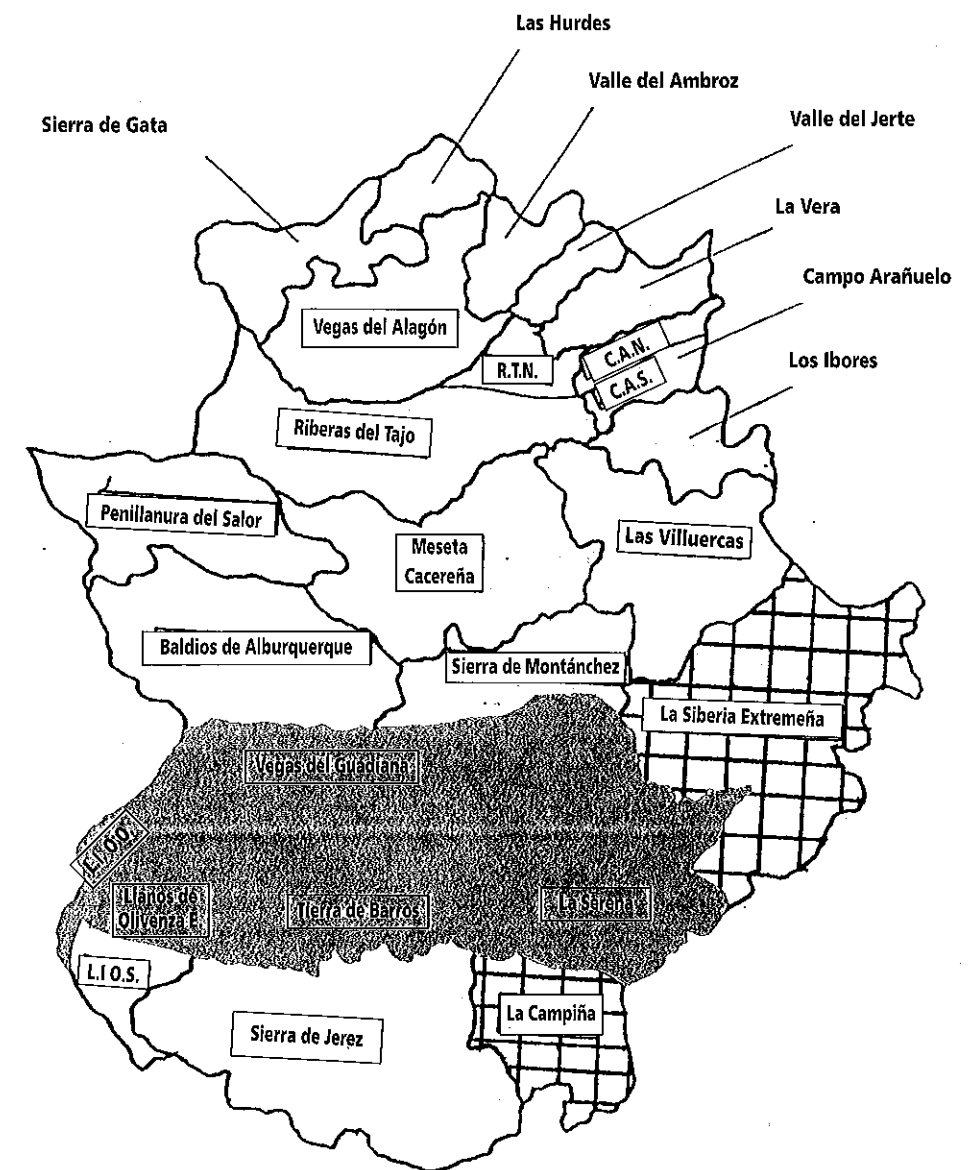 Las Hurdes
Valle del Ambroz
Sierra de Gata
Valle del Jerte
La Vera
Campo Arañuelo
Vegas del Alagón
C.A.N.
R.T.N.
C.A.S.
Los Ibores
Riberas del Tajo
Penillanura del Salor
Meseta
Cacereña
Las Villuercas
Baldios de Alburquerque
Sierra de Montánchez
La Siberia Extremeña
Vegas del Guadiana
L.I.O.O.
Llanos de
Olivenza E.
Tierra de Barros
La Serena
L.I O.S.
La Campiña
Sierra de Jerez